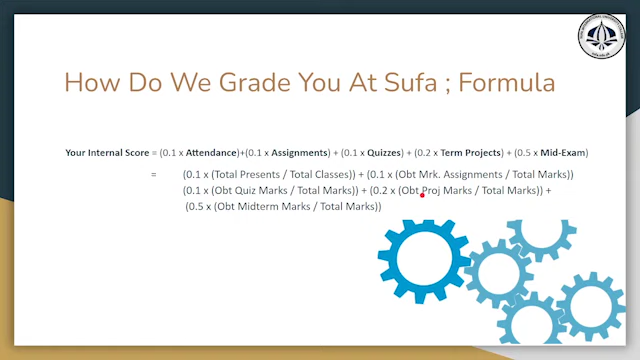 How Do We Grade You At Sufa ; Formula
Your Internal Score = (0.1 x Attendance)+(0.1 x Assignments) + (0.1 x Quizzes) + (0.2 x Term Projects) + (0.5 x Mid-Exam)
= (0.1 x (Total Presents / Total Classes)) + (0.1 x (Obt Mrk. Assignments / Total Marks))
(0.1 x (Obt Quiz Marks / Total Marks)) + (0.2 x (Obt Proj Marks / Total Marks)) +
(0.5 x (Obt Midterm Marks / Total Marks))